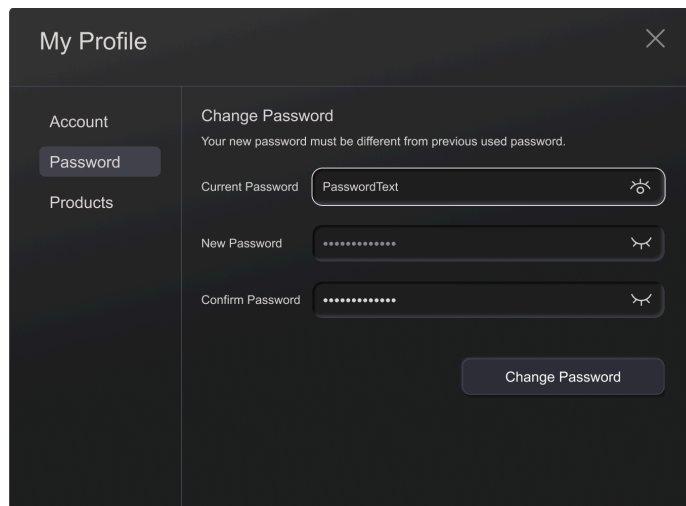 My Profile
Account
Password
Products
Change Password
Your new password must be different from previous used password.
Current Password
PasswordText
New Password
•••••••••••••
Confirm Password
•••••••••••••
Change Password